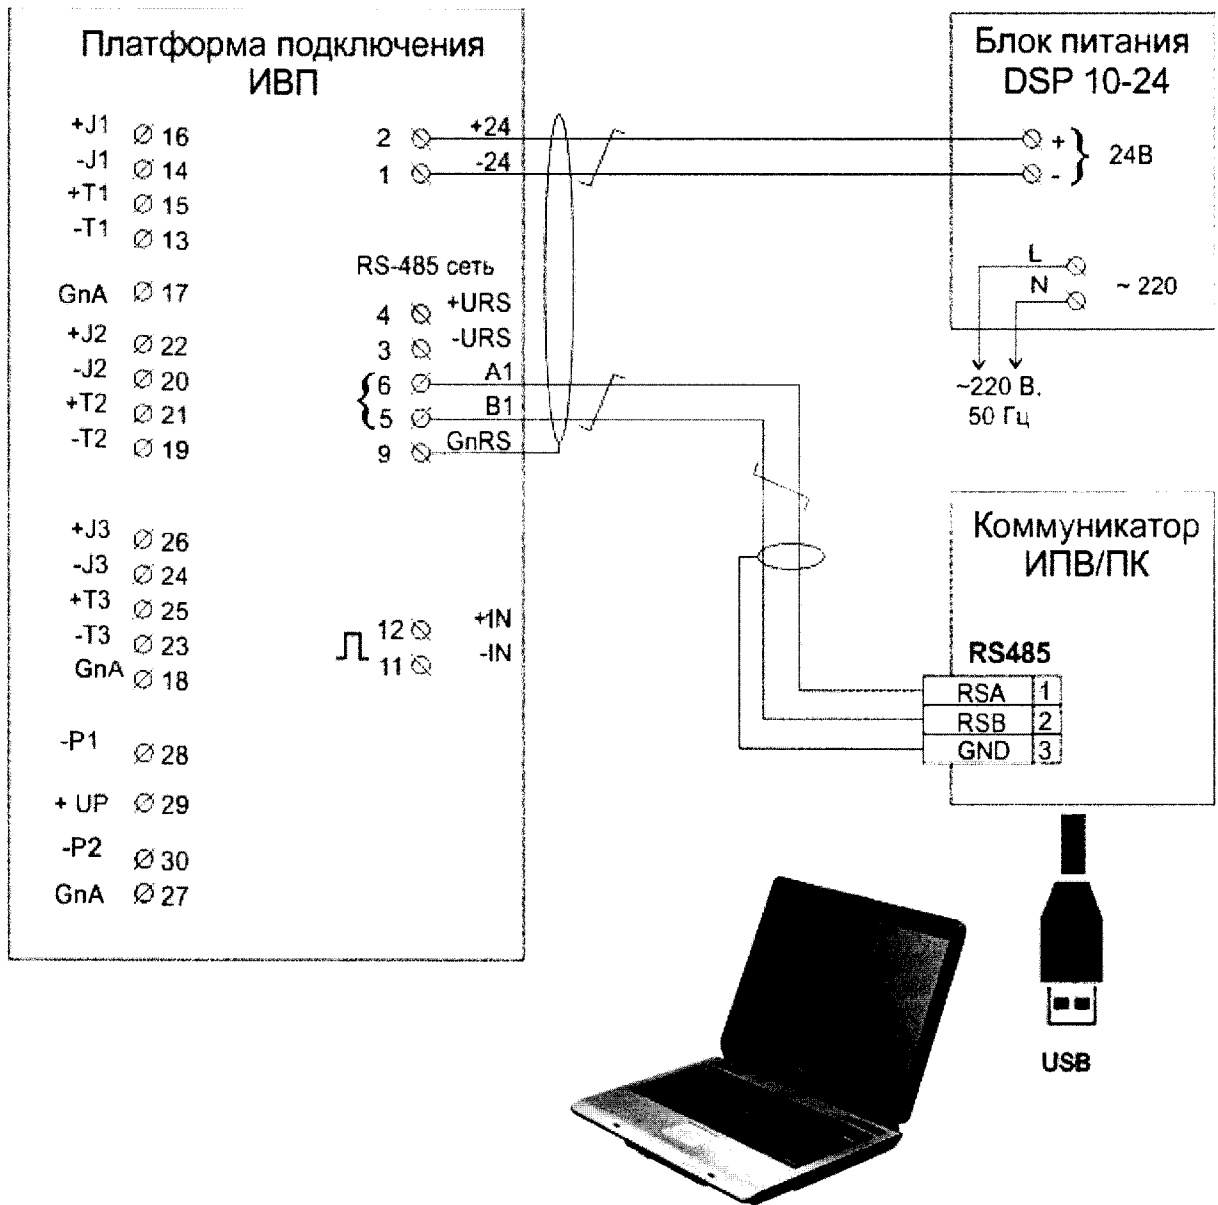 Платформа подключения
ИВП
+J1 16
-J1 14
+T1 15
-T1 13
GnA 17
+J2 22
-J2 20
+T2 21
-T2 19
+J3 26
-J3 24
+T3 25
-T3 23
GnA 18
-P1 28
+ UP 29
-P2 30
GnA 27
2 +24
1 -24
RS-485 сеть
4 +URS
3 -URS
6 A1
5 B1
9 GnRS
12 +IN
11 -IN
Блок питания
DSP 10-24
+
-
24В
L
N
~ 220
~220 В,
50 Гц
Коммуникатор
ИПВ/ПК
RS485
RSA 1
RSB 2
GND 3
USB